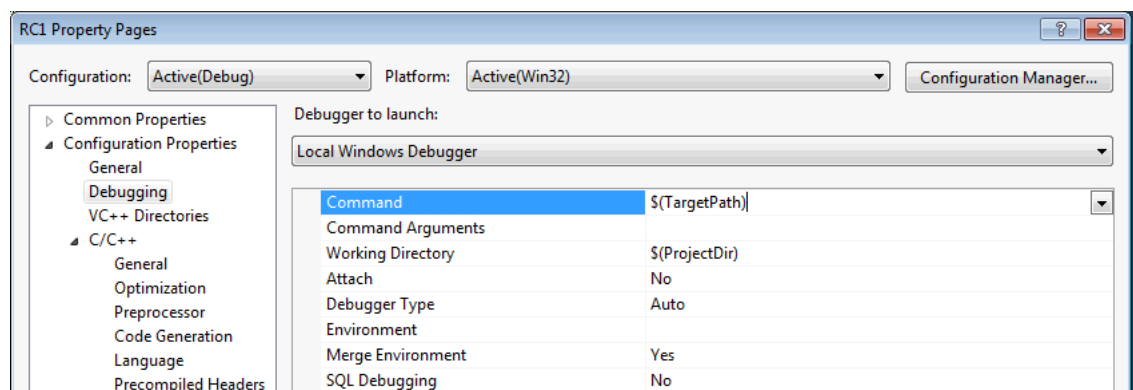 RC1 Property Pages
Configuration: Active(Debug) Platform: Active(Win32) Configuration Manager...
Common Properties
Configuration Properties
General
Debugging
VC++ Directories
C/C++
General
Optimization
Preprocessor
Code Generation
Language
Precompiled Headers
Debugger to launch:
Local Windows Debugger
Command $(TargetPath)
Command Arguments
Working Directory $(ProjectDir)
Attach No
Debugger Type Auto
Environment
Merge Environment Yes
SQL Debugging No